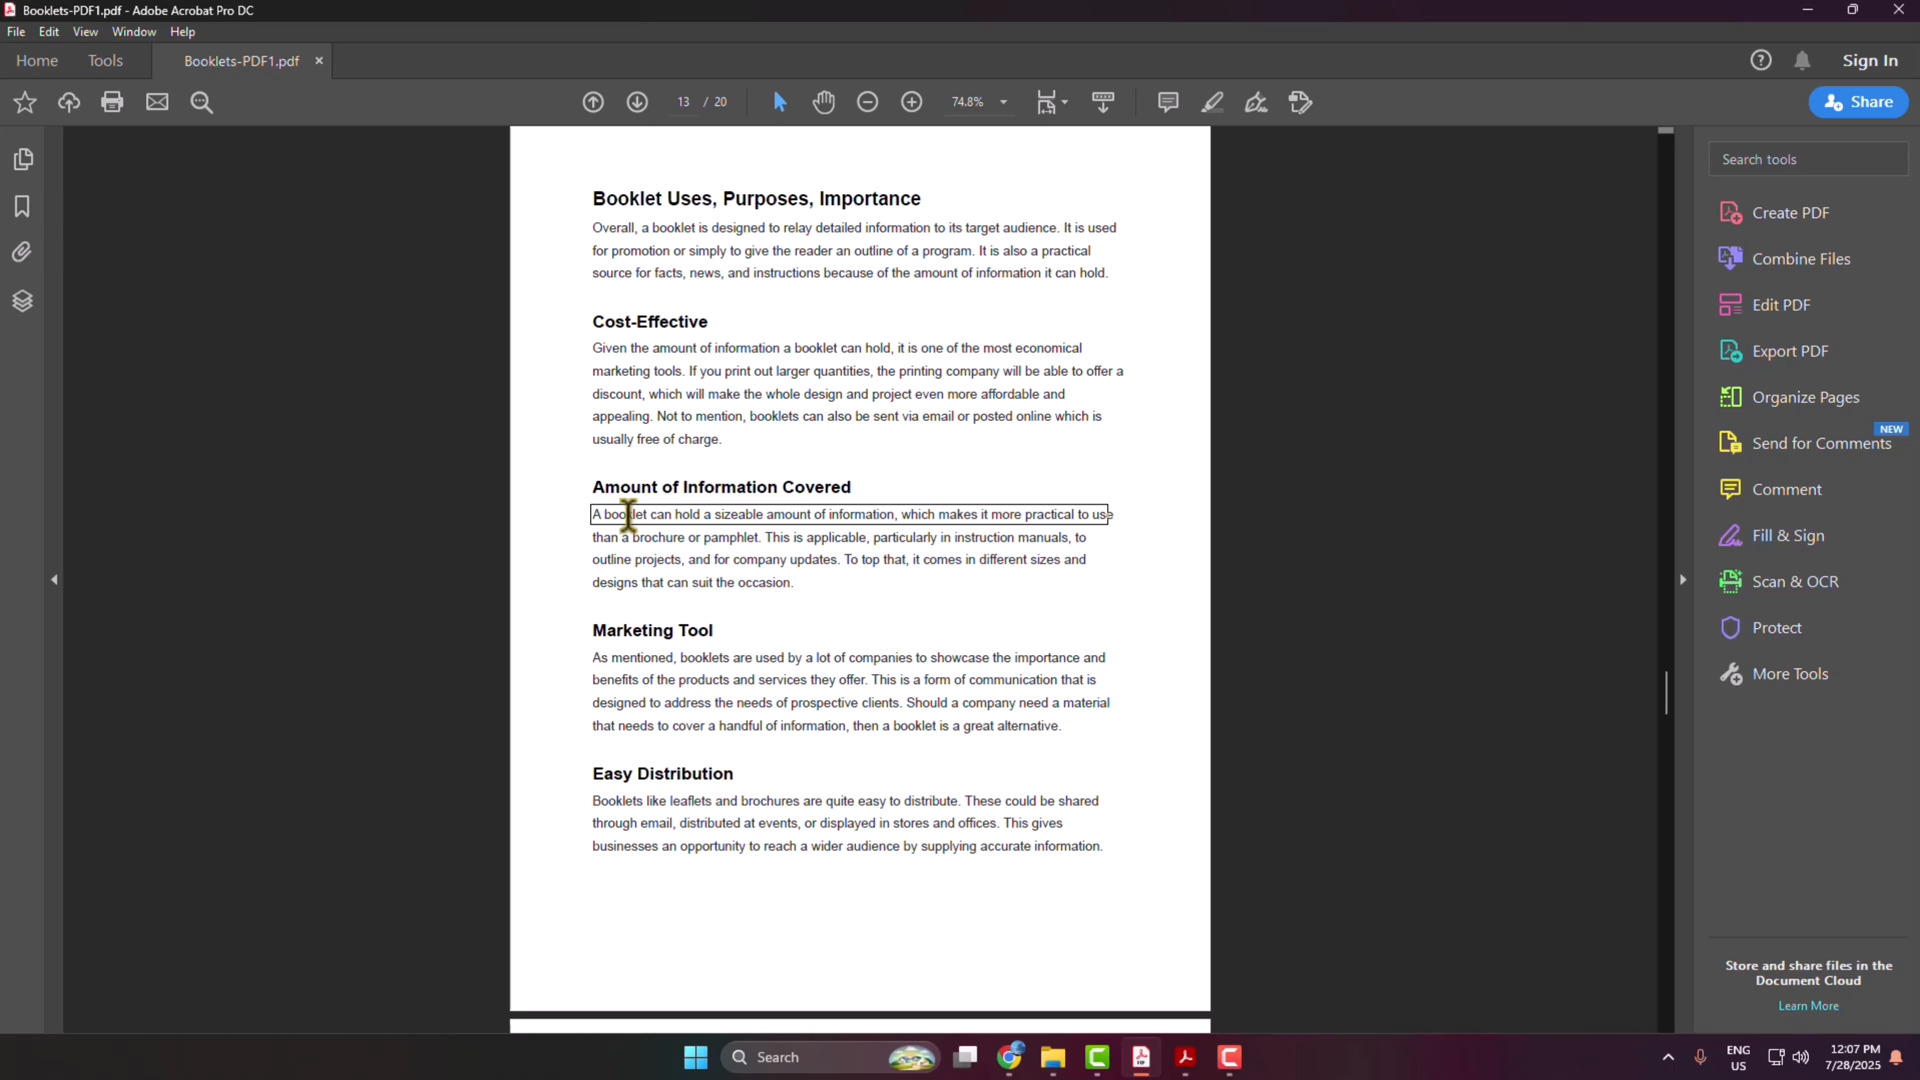 Booklets-PDF1.pdf - Adobe Acrobat Pro DC
File Edit View Window Help
Home Tools Booklets-PDF1.pdf × Sign In
13 / 20 74.8% Share
Search tools
Create PDF
Combine Files
Edit PDF
Export PDF
Organize Pages
NEW
Send for Comments
Comment
Fill & Sign
Scan & OCR
Protect
More Tools
Store and share files in the
Document Cloud
Learn More
Booklet Uses, Purposes, Importance
Overall, a booklet is designed to relay detailed information to its target audience. It is used
for promotion or simply to give the reader an outline of a program. It is also a practical
source for facts, news, and instructions because of the amount of information it can hold.
Cost-Effective
Given the amount of information a booklet can hold, it is one of the most economical
marketing tools. If you print out larger quantities, the printing company will be able to offer a
discount, which will make the whole design and project even more affordable and
appealing. Not to mention, booklets can also be sent via email or posted online which is
usually free of charge.
Amount of Information Covered
A booklet can hold a sizeable amount of information, which makes it more practical to use
than a brochure or pamphlet. This is applicable, particularly in instruction manuals, to
outline projects, and for company updates. To top that, it comes in different sizes and
designs that can suit the occasion.
Marketing Tool
As mentioned, booklets are used by a lot of companies to showcase the importance and
benefits of the products and services they offer. This is a form of communication that is
designed to address the needs of prospective clients. Should a company need a material
that needs to cover a handful of information, then a booklet is a great alternative.
Easy Distribution
Booklets like leaflets and brochures are quite easy to distribute. These could be shared
through email, distributed at events, or displayed in stores and offices. This gives
businesses an opportunity to reach a wider audience by supplying accurate information.
Search
ENG
US
12:07 PM
7/28/2025